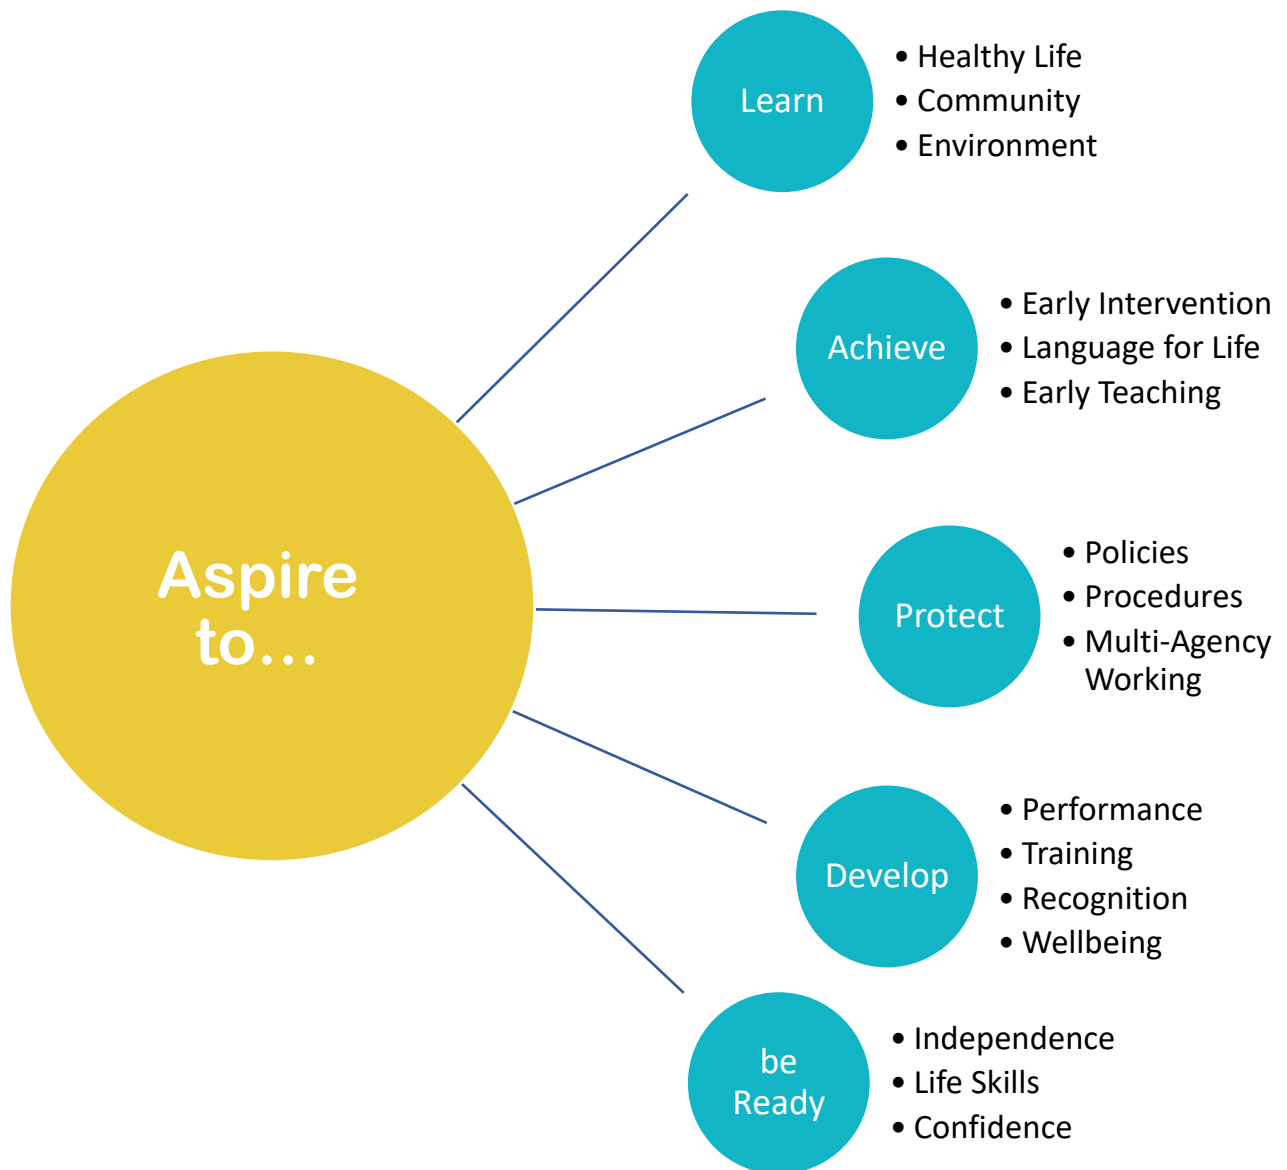 Aspire
to...
Learn
• Healthy Life
• Community
• Environment
Achieve
• Early Intervention
• Language for Life
• Early Teaching
Protect
• Policies
• Procedures
• Multi-Agency
Working
Develop
• Performance
• Training
• Recognition
• Wellbeing
be
Ready
• Independence
• Life Skills
• Confidence